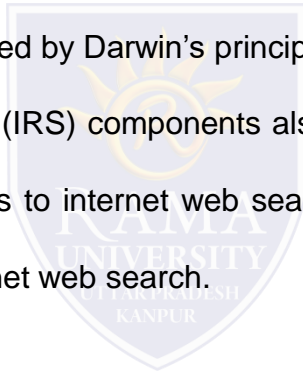 ed by Darwin's princip
(IRS) components als
s to internet web sea
net web search.
RAMA
UNIVERSITY
UTTAR PRADESH
KANPUR